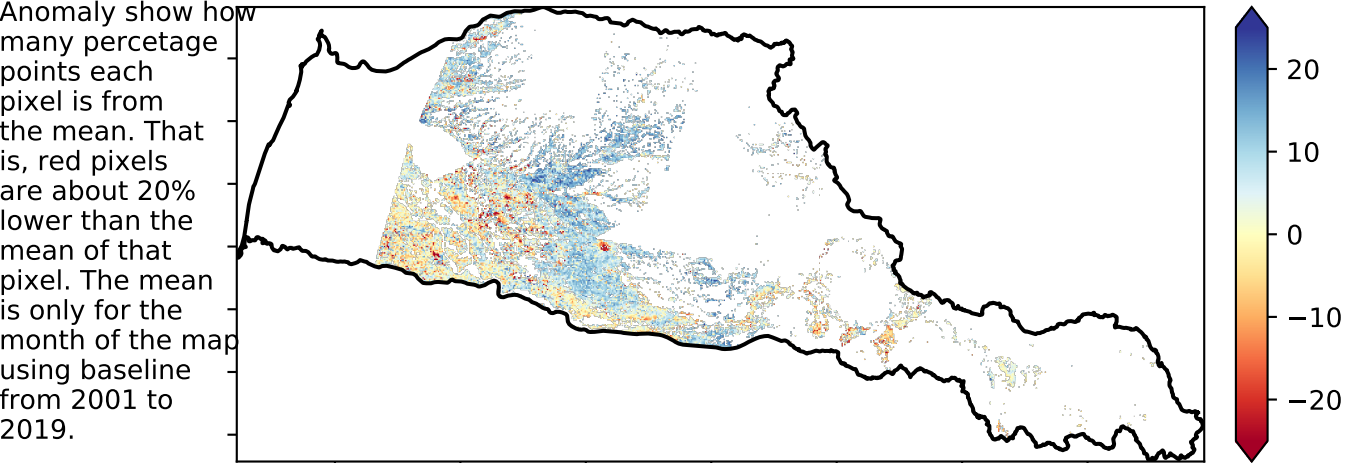 Anomaly show how
many percetage
points each
pixel is from
the mean. That
is, red pixels
are about 20%
lower than the
mean of that
pixel. The mean
is only for the
month of the map
using baseline
from 2001 to
2019.
20
10
0
−10
−20